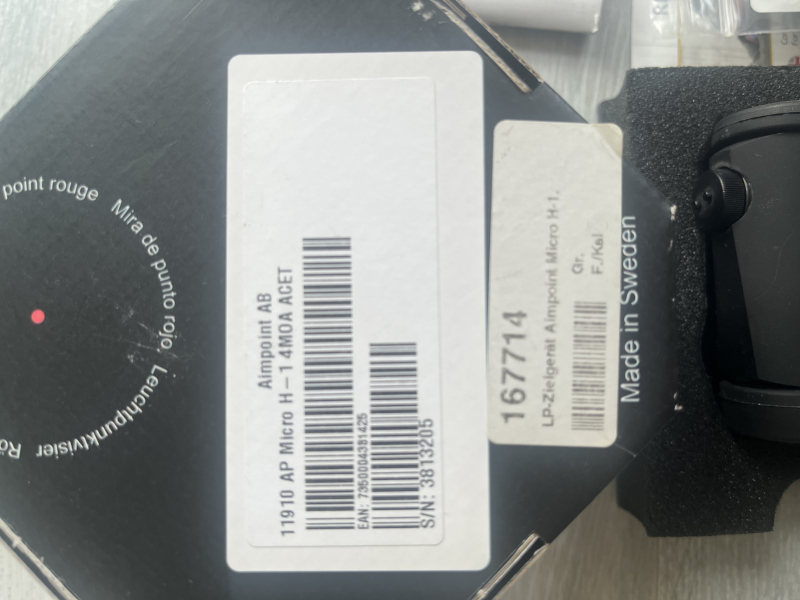 point rouge Mira de punto rojo. Leuchtpunktvisier
Aimpoint AB
11910 AP Micro H-1 4MOA ACET
EAN: 7350004381425
S/N: 3813205
167714
LP-Zielgerät Aimpoint Micro H-1,
Gr.
F./Kal
Made in Sweden